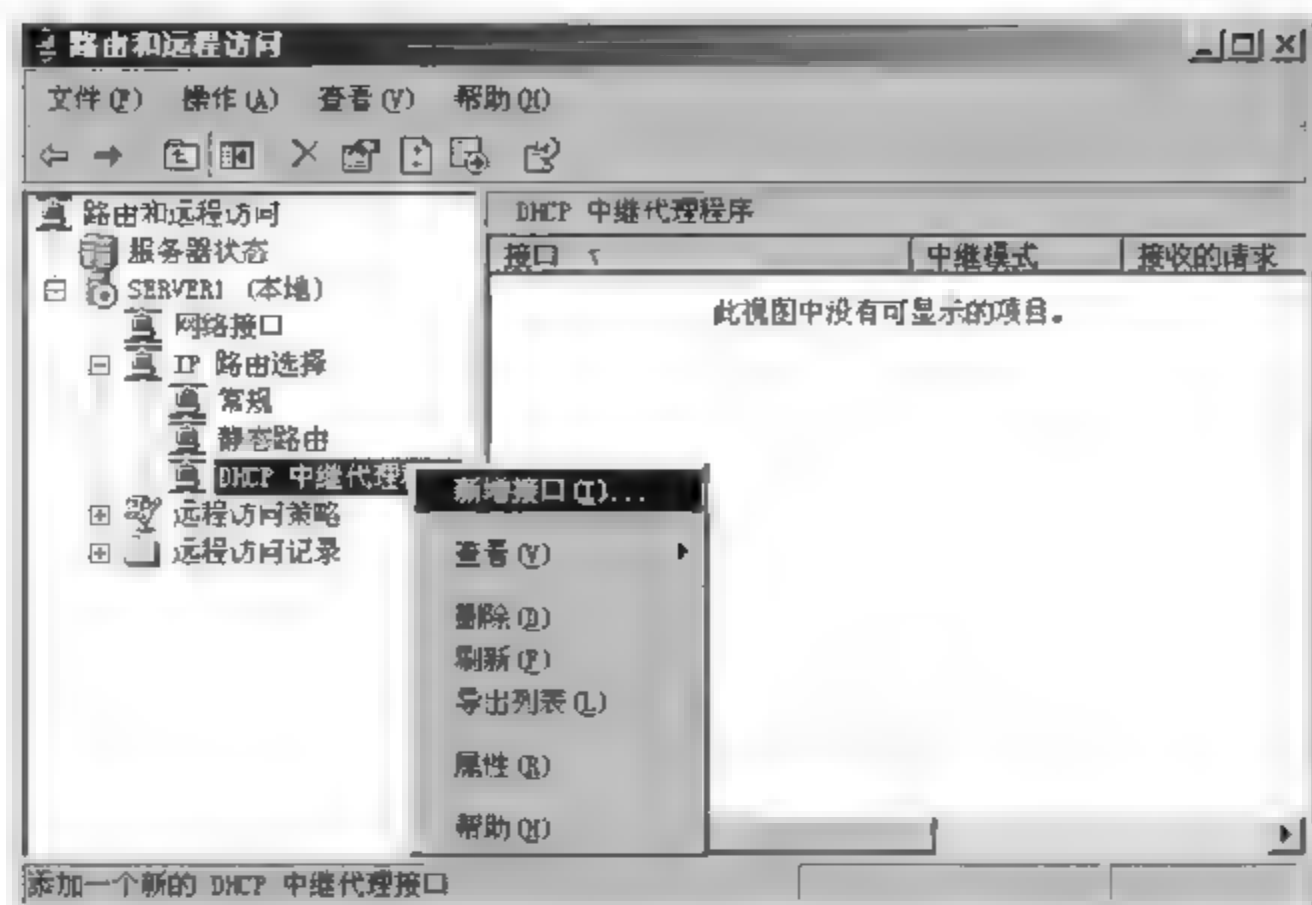 路由和远程访问
文件(F) 操作(A) 查看(V) 帮助(H)
路由和远程访问
服务器状态
SERVER1 (本地)
网络接口
IP 路由选择
常规
静态路由
DHCP 中继代理程
远程访问策略
远程访问记录
DHCP 中继代理程序
接口 中继模式 接收的请求
此视图中没有可显示的项目。
新增接口(I)...
查看(V)
删除(D)
刷新(F)
导出列表(L)
属性(R)
帮助(H)
添加一个新的 DHCP 中继代理接口